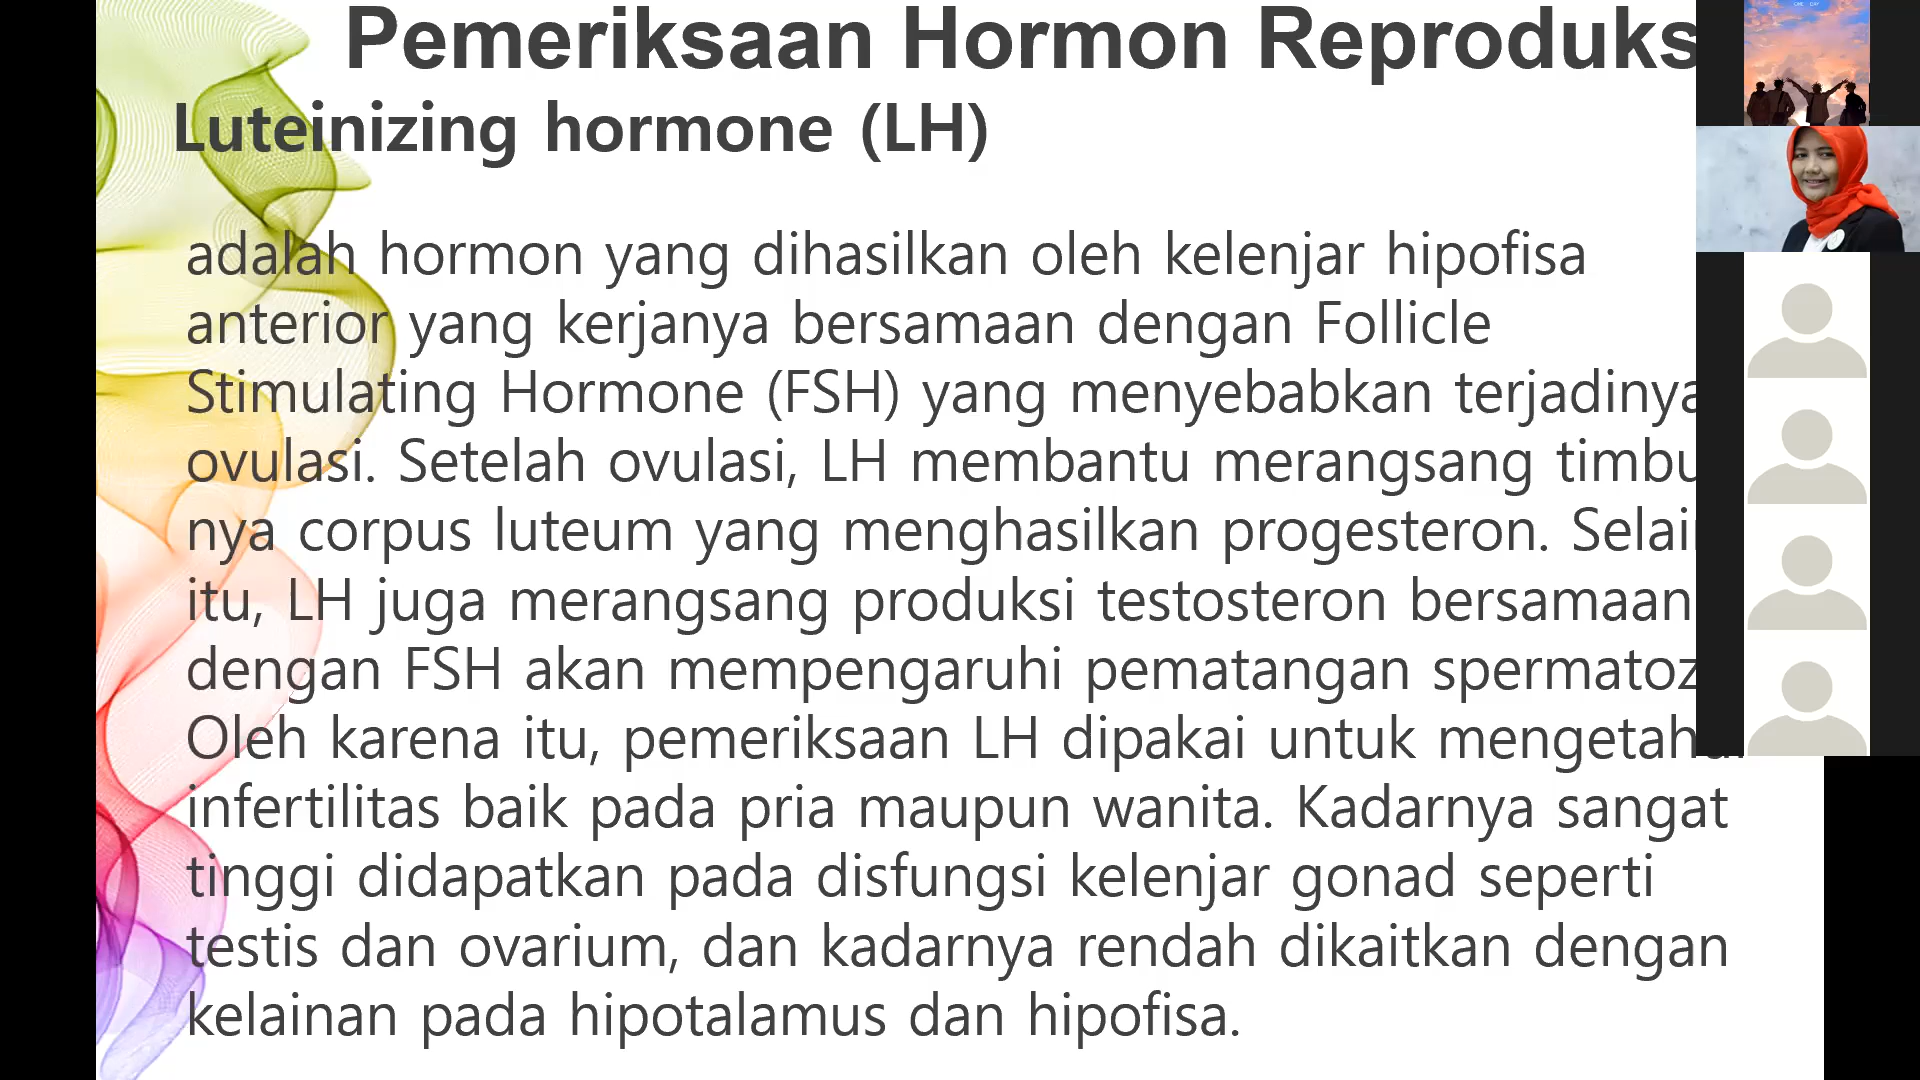 Pemeriksaan Hormon Reproduks
Luteinizing hormone (LH)
adalah hormon yang dihasilkan oleh kelenjar hipofisa
anterior yang kerjanya bersamaan dengan Follicle
Stimulating Hormone (FSH) yang menyebabkan terjadinya
ovulasi. Setelah ovulasi, LH membantu merangsang timbu
nya corpus luteum yang menghasilkan progesteron. Selain
itu, LH juga merangsang produksi testosteron bersamaan
dengan FSH akan mempengaruhi pematangan spermatoz
Oleh karena itu, pemeriksaan LH dipakai untuk mengetahui
infertilitas baik pada pria maupun wanita. Kadarnya sangat
tinggi didapatkan pada disfungsi kelenjar gonad seperti
testis dan ovarium, dan kadarnya rendah dikaitkan dengan
kelainan pada hipotalamus dan hipofisa.